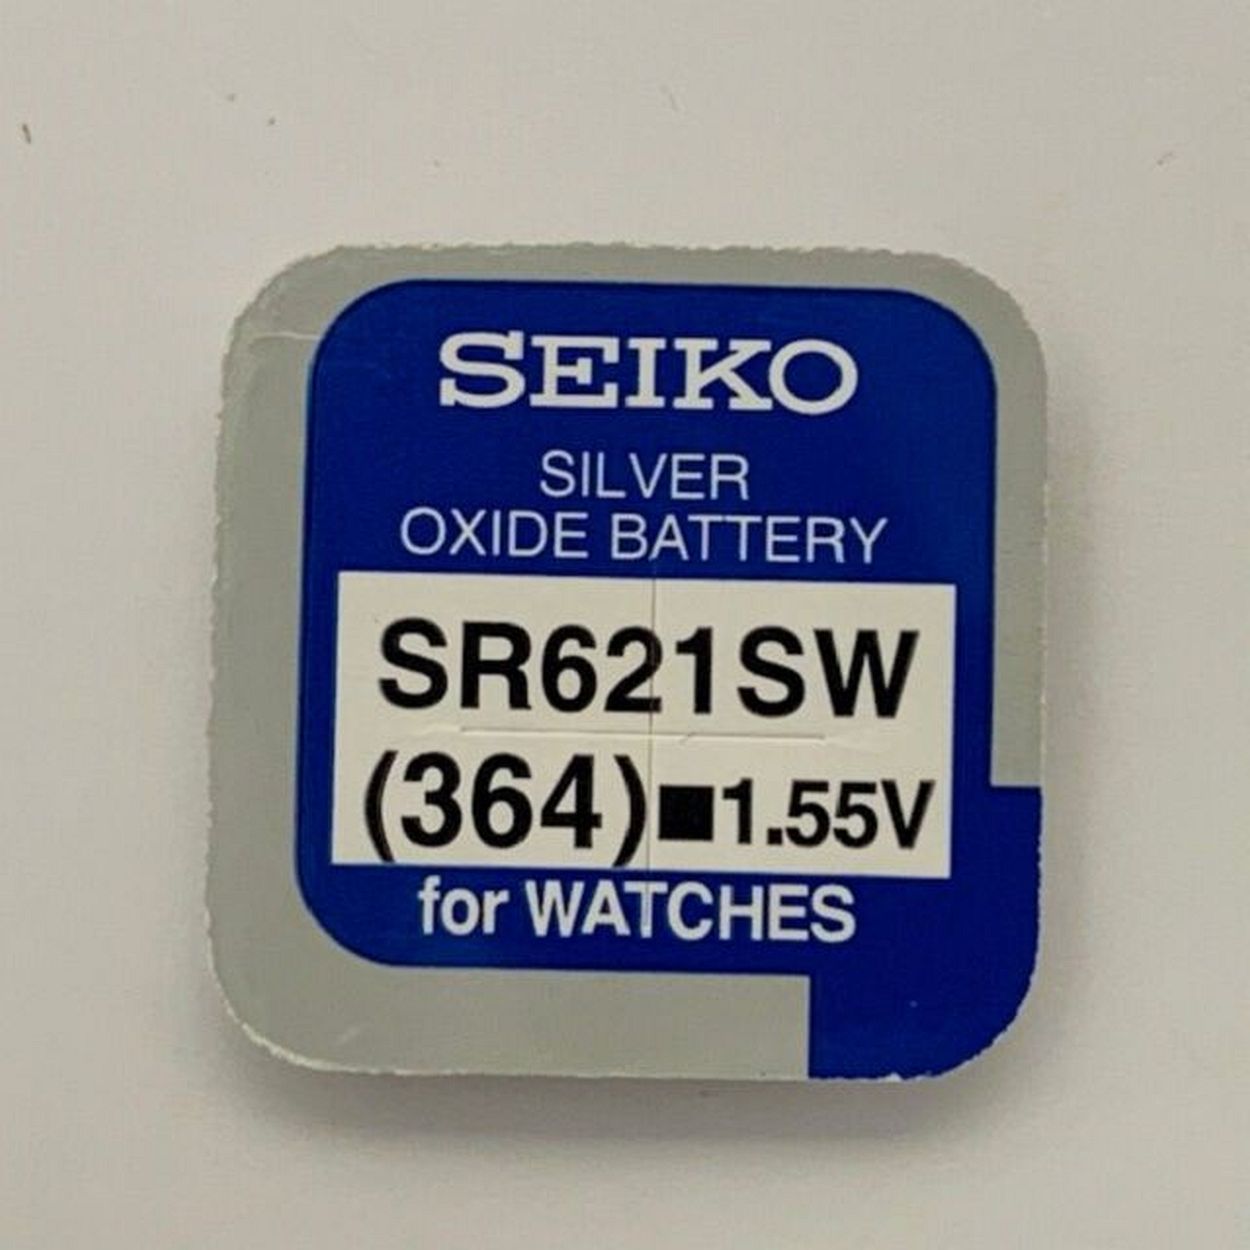 SEIKO
SILVER
OXIDE BATTERY
SR621SW
(364)■1.55V
for WATCHES